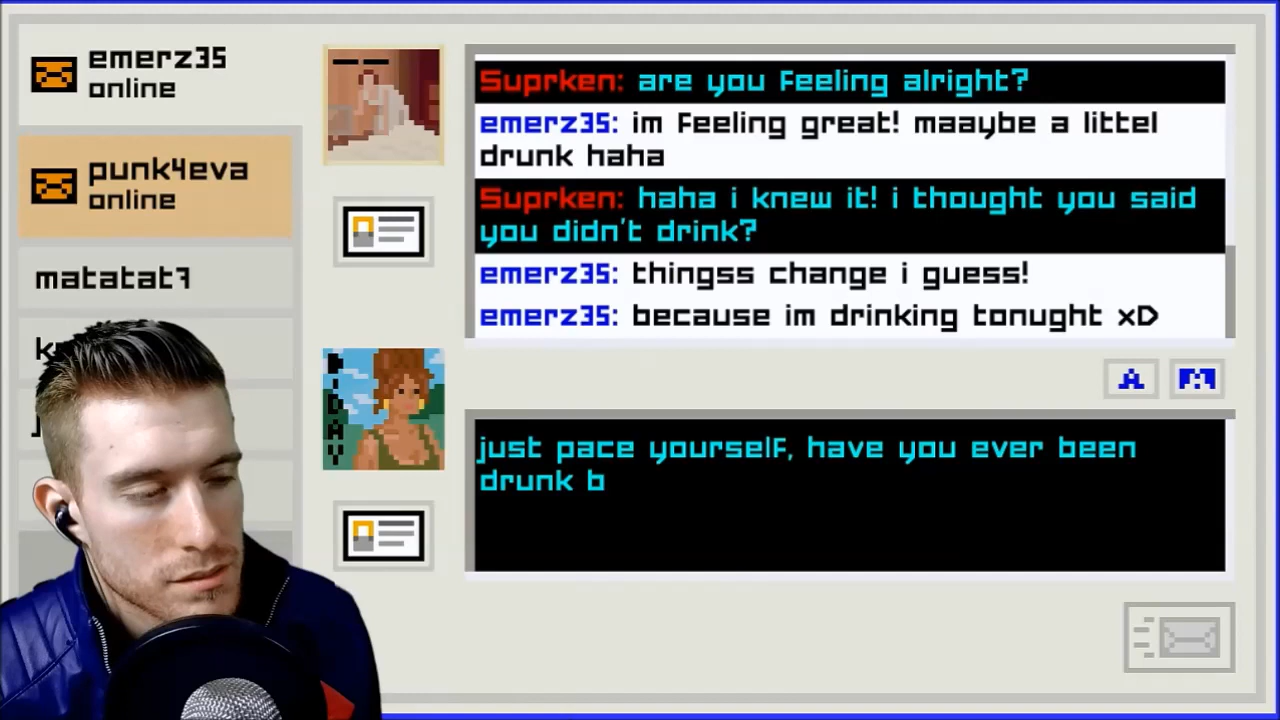 emerz35
online
punk4eva
online
matatat7
Suprken: are you feeling alright?
emerz35: im feeling great! maaybe a littel
drunk haha
Suprken: haha i knew it! i thought you said
you didn't drink?
emerz35: thingss change i guess!
emerz35: because im drinking tonught xD
A
just pace yourself, have you ever been
drunk b